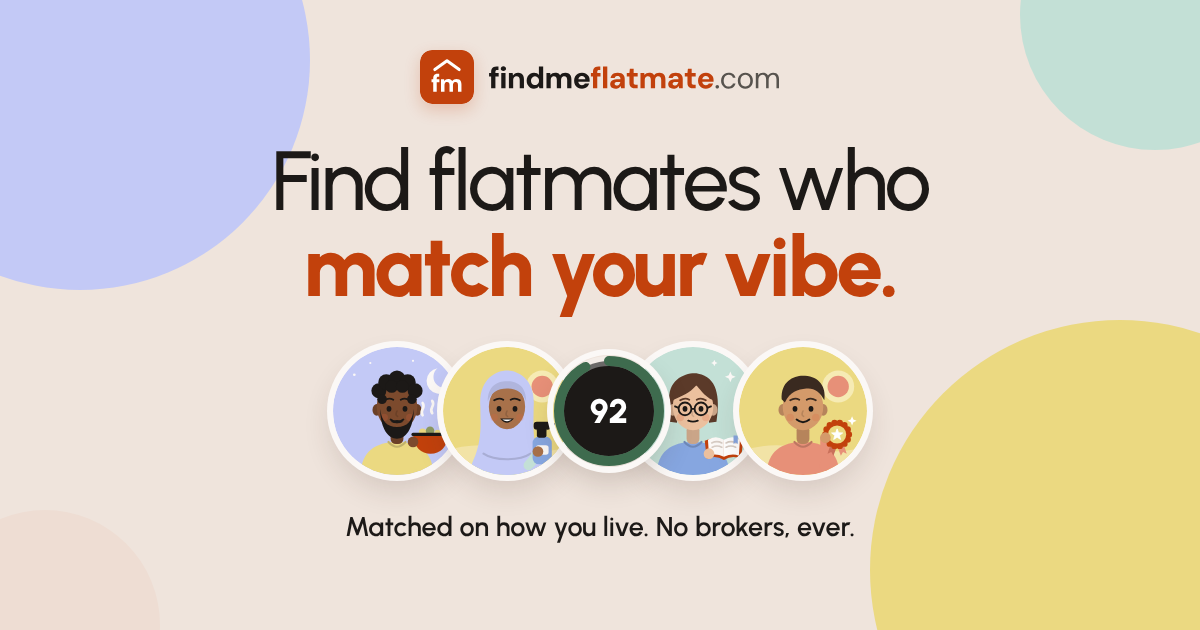 fm
findmeflatmate.com
Find flatmates who
match your vibe.
92
Matched on how you live. No brokers, ever.